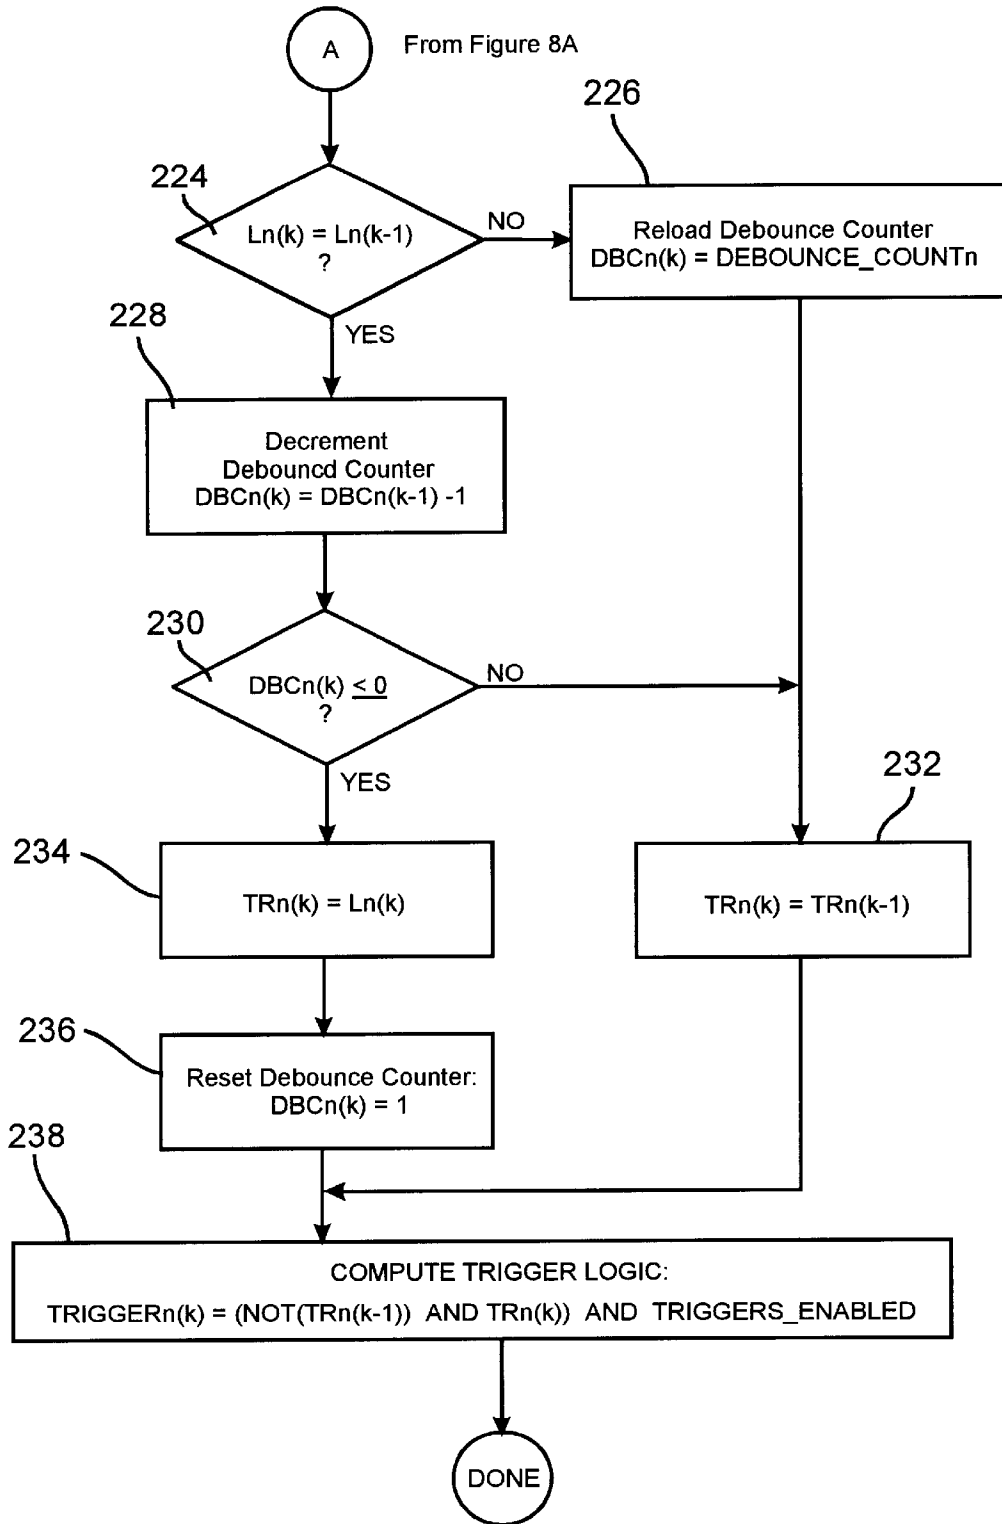 A
From Figure 8A
226
224
Ln(k) = Ln(k-1)
?
NO
Reload Debounce Counter
DBCn(k) = DEBOUNCE_COUNTn
YES
228
Decrement
Debouncd Counter
DBCn(k) = DBCn(k-1) -1
230
DBCn(k) < 0
?
NO
YES
232
234
TRn(k) = Ln(k)
TRn(k) = TRn(k-1)
236
Reset Debounce Counter:
DBCn(k) = 1
238
COMPUTE TRIGGER LOGIC:
TRIGGERn(k) = (NOT(TRn(k-1)) AND TRn(k)) AND TRIGGERS_ENABLED
DONE